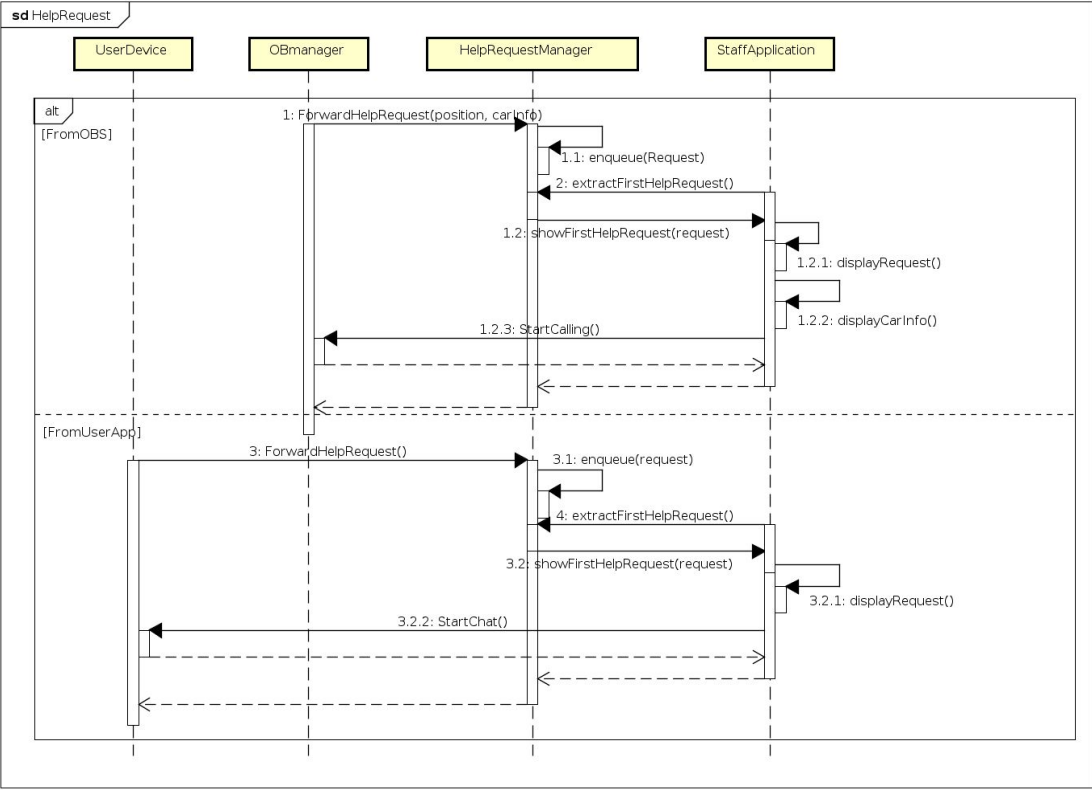 sd HelpRequest
UserDevice
OBmanager
HelpRequestManager
StaffApplication
alt
[FromOBS]
1: ForwardHelpRequest(position, carInfo)
1.1: enqueue(Request)
2: extractFirstHelpRequest()
1.2: showFirstHelpRequest(request)
1.2.1: displayRequest()
1.2.2: displayCarInfo()
1.2.3: StartCalling()
[FromUserApp]
3: ForwardHelpRequest()
3.1: enqueue(request)
4: extractFirstHelpRequest()
3.2: showFirstHelpRequest(request)
3.2.1: displayRequest()
3.2.2: StartChat()